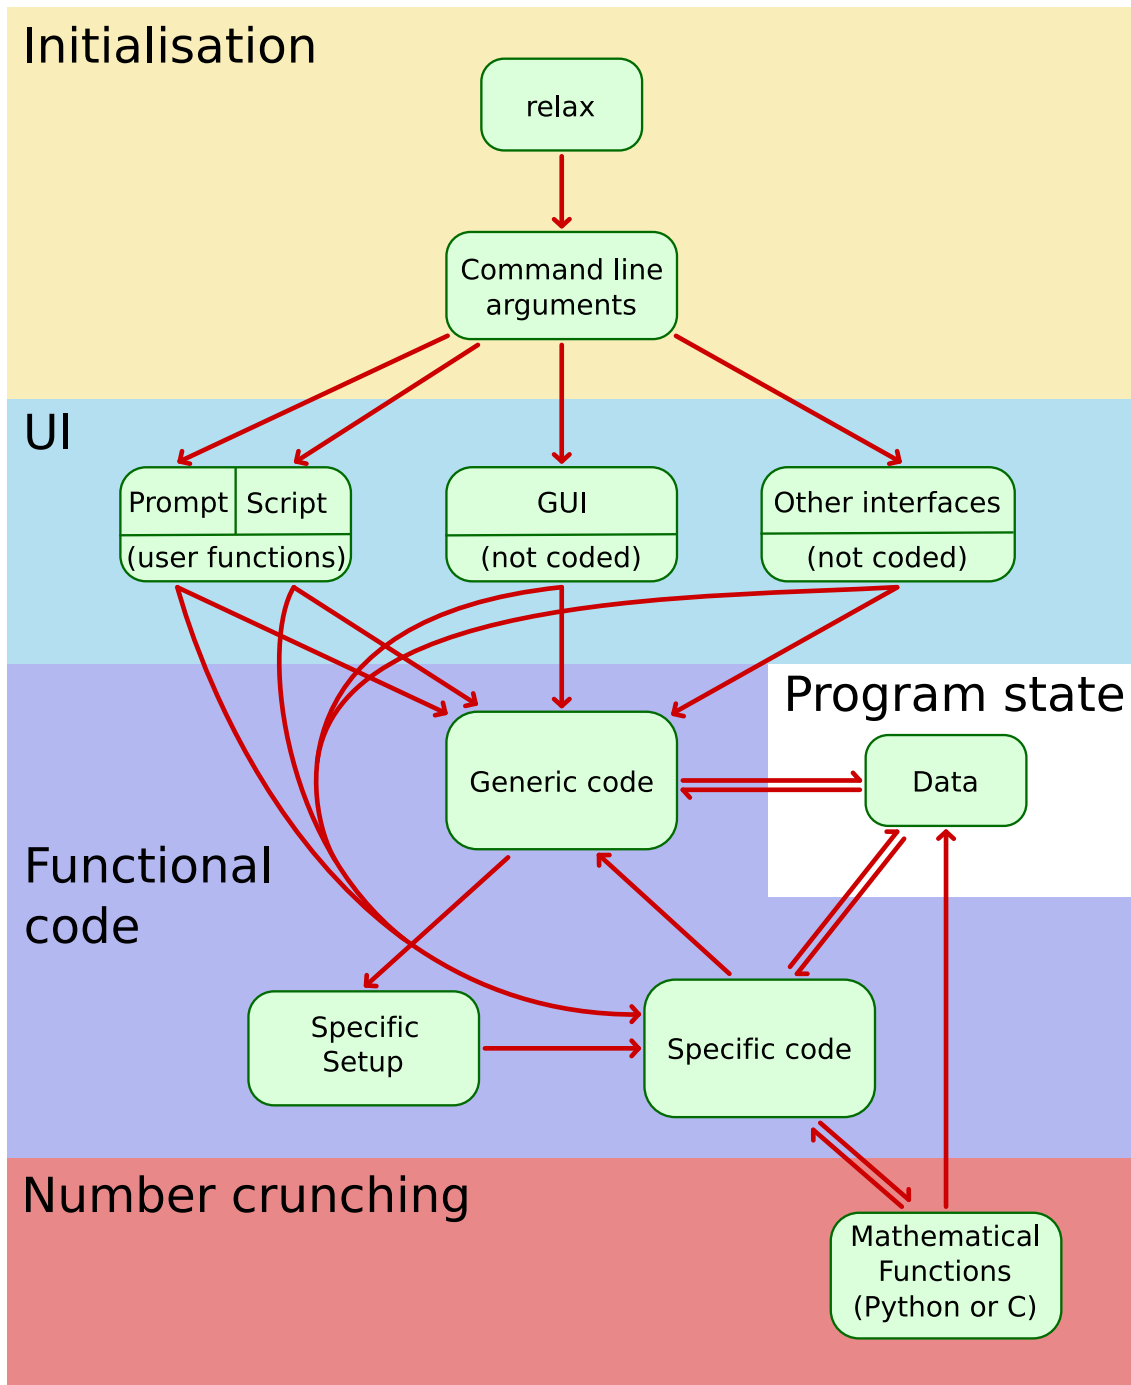 Initialisation
relax
Command line
arguments
UI
Prompt
Script
(user functions)
GUI
(not coded)
Other interfaces
(not coded)
Program state
Generic code
Data
Functional
code
Specific
Setup
Specific code
Number crunching
Mathematical
Functions
(Python or C)